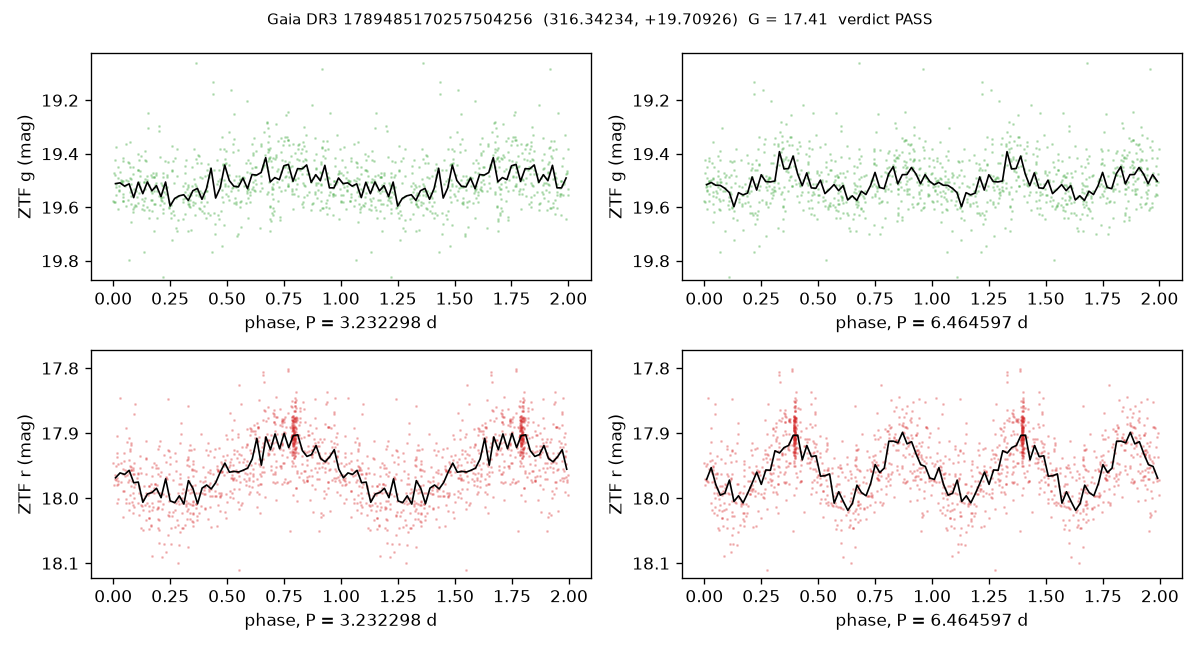 Gaia DR3 1789485170257504256 (316.34234, +19.70926) G = 17.41 verdict PASS
ZTF g (mag)
19.2
19.4
19.6
19.8
0.00 0.25 0.50 0.75 1.00 1.25 1.50 1.75 2.00
phase, P = 3.232298 d
ZTF g (mag)
19.2
19.4
19.6
19.8
0.00 0.25 0.50 0.75 1.00 1.25 1.50 1.75 2.00
phase, P = 6.464597 d
ZTF r (mag)
17.8
17.9
18.0
18.1
0.00 0.25 0.50 0.75 1.00 1.25 1.50 1.75 2.00
phase, P = 3.232298 d
ZTF r (mag)
17.8
17.9
18.0
18.1
0.00 0.25 0.50 0.75 1.00 1.25 1.50 1.75 2.00
phase, P = 6.464597 d